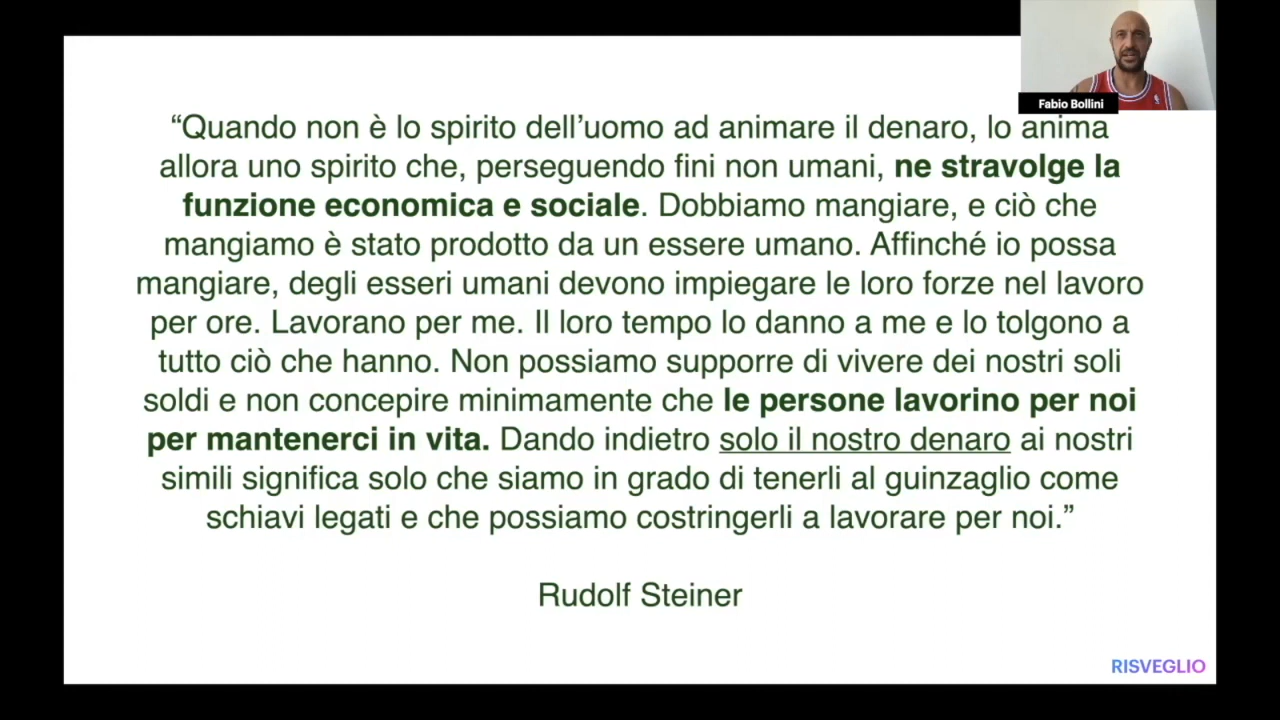 Fabio Bollini
“Quando non è lo spirito dell’uomo ad animare il denaro, lo anima
allora uno spirito che, perseguendo fini non umani, ne stravolge la
funzione economica e sociale. Dobbiamo mangiare, e ciò che
mangiamo è stato prodotto da un essere umano. Affinché io possa
mangiare, degli esseri umani devono impiegare le loro forze nel lavoro
per ore. Lavorano per me. Il loro tempo lo danno a me e lo tolgono a
tutto ciò che hanno. Non possiamo supporre di vivere dei nostri soli
soldi e non concepire minimamente che le persone lavorino per noi
per mantenerci in vita. Dando indietro solo il nostro denaro ai nostri
simili significa solo che siamo in grado di tenerli al guinzaglio come
schiavi legati e che possiamo costringerli a lavorare per noi.”
Rudolf Steiner
RISVEGLIO